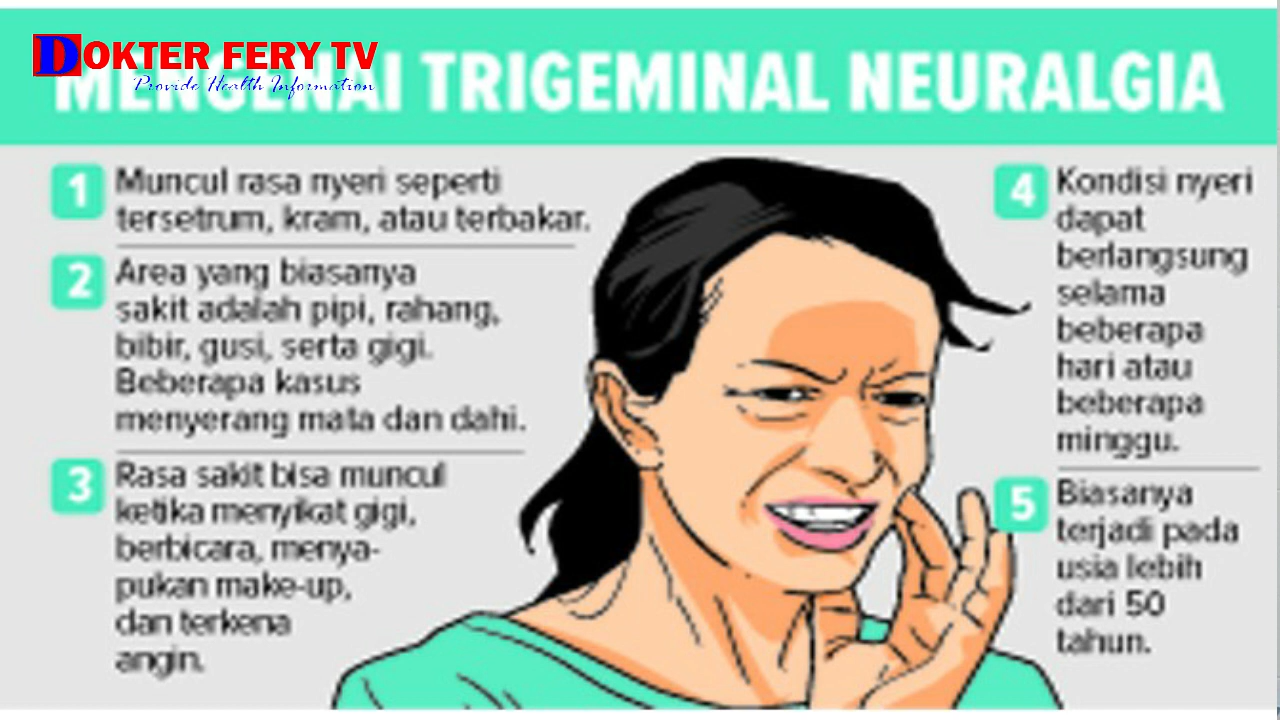 DOKTER FERY TV
Provide Health Information
MENGENAI TRIGEMINAL NEURALGIA
1 Muncul rasa nyeri seperti
tersetrum, kram, atau terbakar.
2 Area yang biasanya
sakit adalah pipi, rahang,
bibir, gusi, serta gigi.
Beberapa kasus
menyerang mata dan dahi.
3 Rasa sakit bisa muncul
ketika menyikat gigi,
berbicara, menya-
pukan make-up,
dan terkena
angin.
4 Kondisi nyeri
dapat
berlangsung
selama
beberapa
hari atau
beberapa
minggu.
5 Biasanya
terjadi pada
usia lebih
dari 50
tahun.